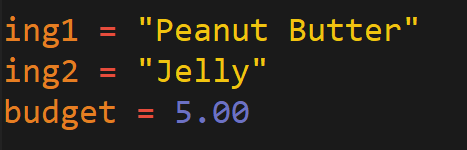 ing1 = "Peanut Butter"
ing2 = "Jelly"
budget = 5.00